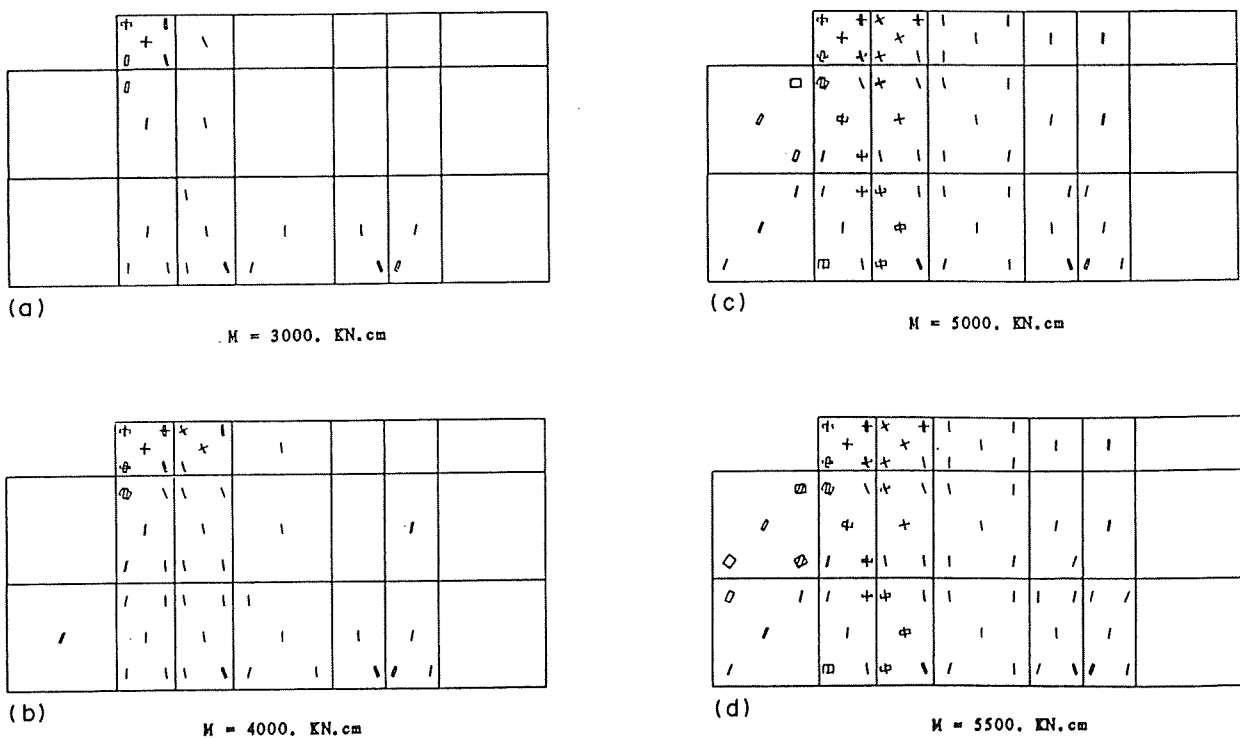 (a)
M = 3000. KN.cm
(b)
M = 4000. KN.cm
(c)
M = 5000. KN.cm
(d)
M = 5500. KN.cm